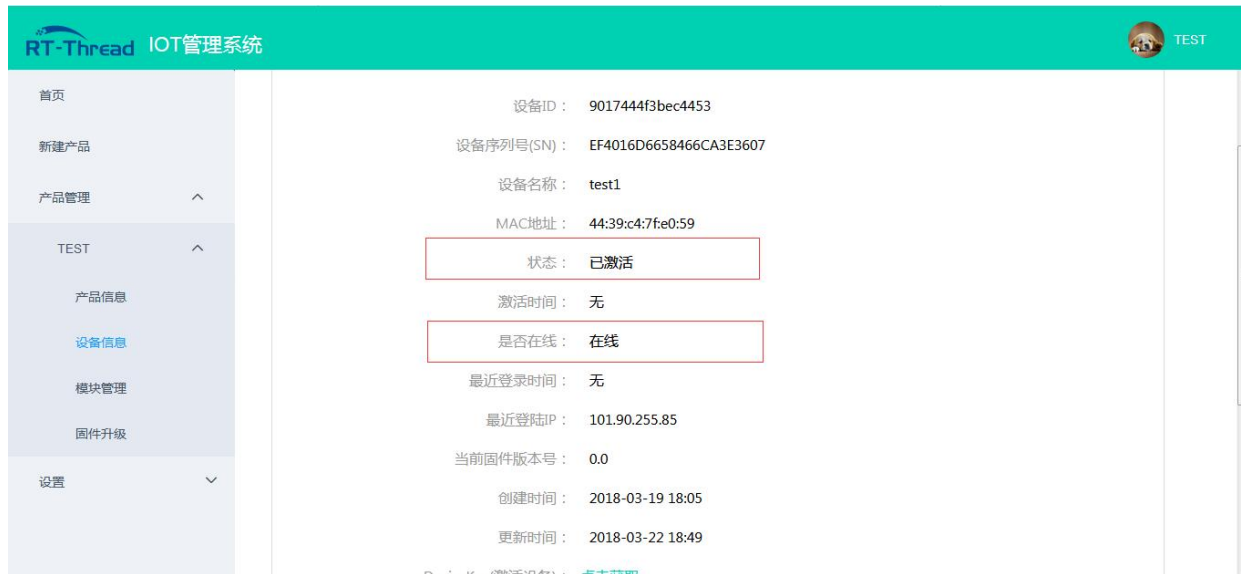 RT-Thread IOT管理系统
TEST
首页
新建产品
产品管理
TEST
产品信息
设备信息
模块管理
固件升级
设置
设备ID： 9017444f3bec4453
设备序列号(SN)： EF4016D6658466CA3E3607
设备名称： test1
MAC地址： 44:39:c4:7f:e0:59
状态： 已激活
激活时间： 无
是否在线： 在线
最近登录时间： 无
最近登陆IP： 101.90.255.85
当前固件版本号： 0.0
创建时间： 2018-03-19 18:05
更新时间： 2018-03-22 18:49